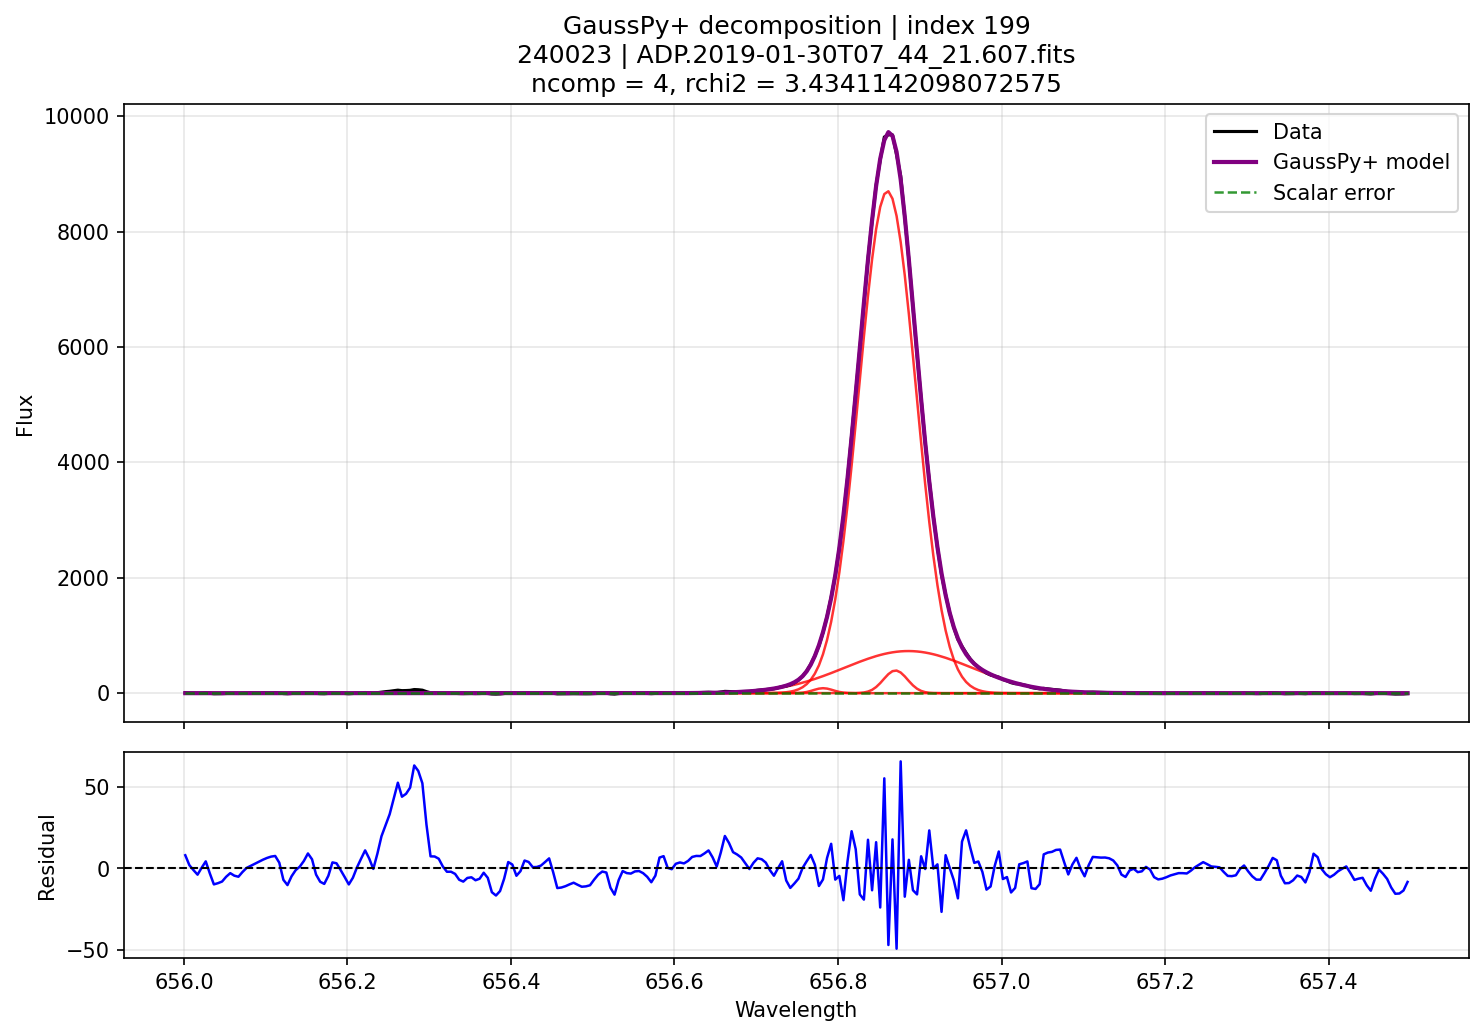 GaussPy+ decomposition | index 199
240023 | ADP.2019-01-30T07_44_21.607.fits
ncomp = 4, rchi2 = 3.4341142098072575
10000
8000
6000
4000
2000
0
Flux
Data
GaussPy+ model
Scalar error
50
0
−50
Residual
656.0
656.2
656.4
656.6
656.8
657.0
657.2
657.4
Wavelength